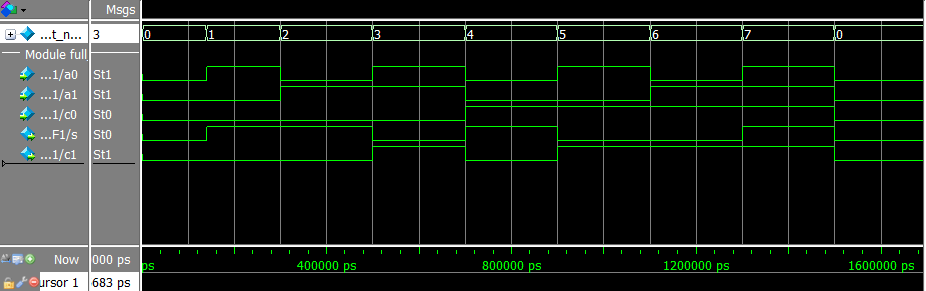 Msgs
...t_n... 3 0 1 2 3 4 5 6 7 0
Module full
...1/a0 St1
...1/a1 St1
...1/c0 St0
...F1/s St0
...1/c1 St1
Now 000 ps ps 400000 ps 800000 ps 1200000 ps 1600000 ps
ursor 1 683 ps